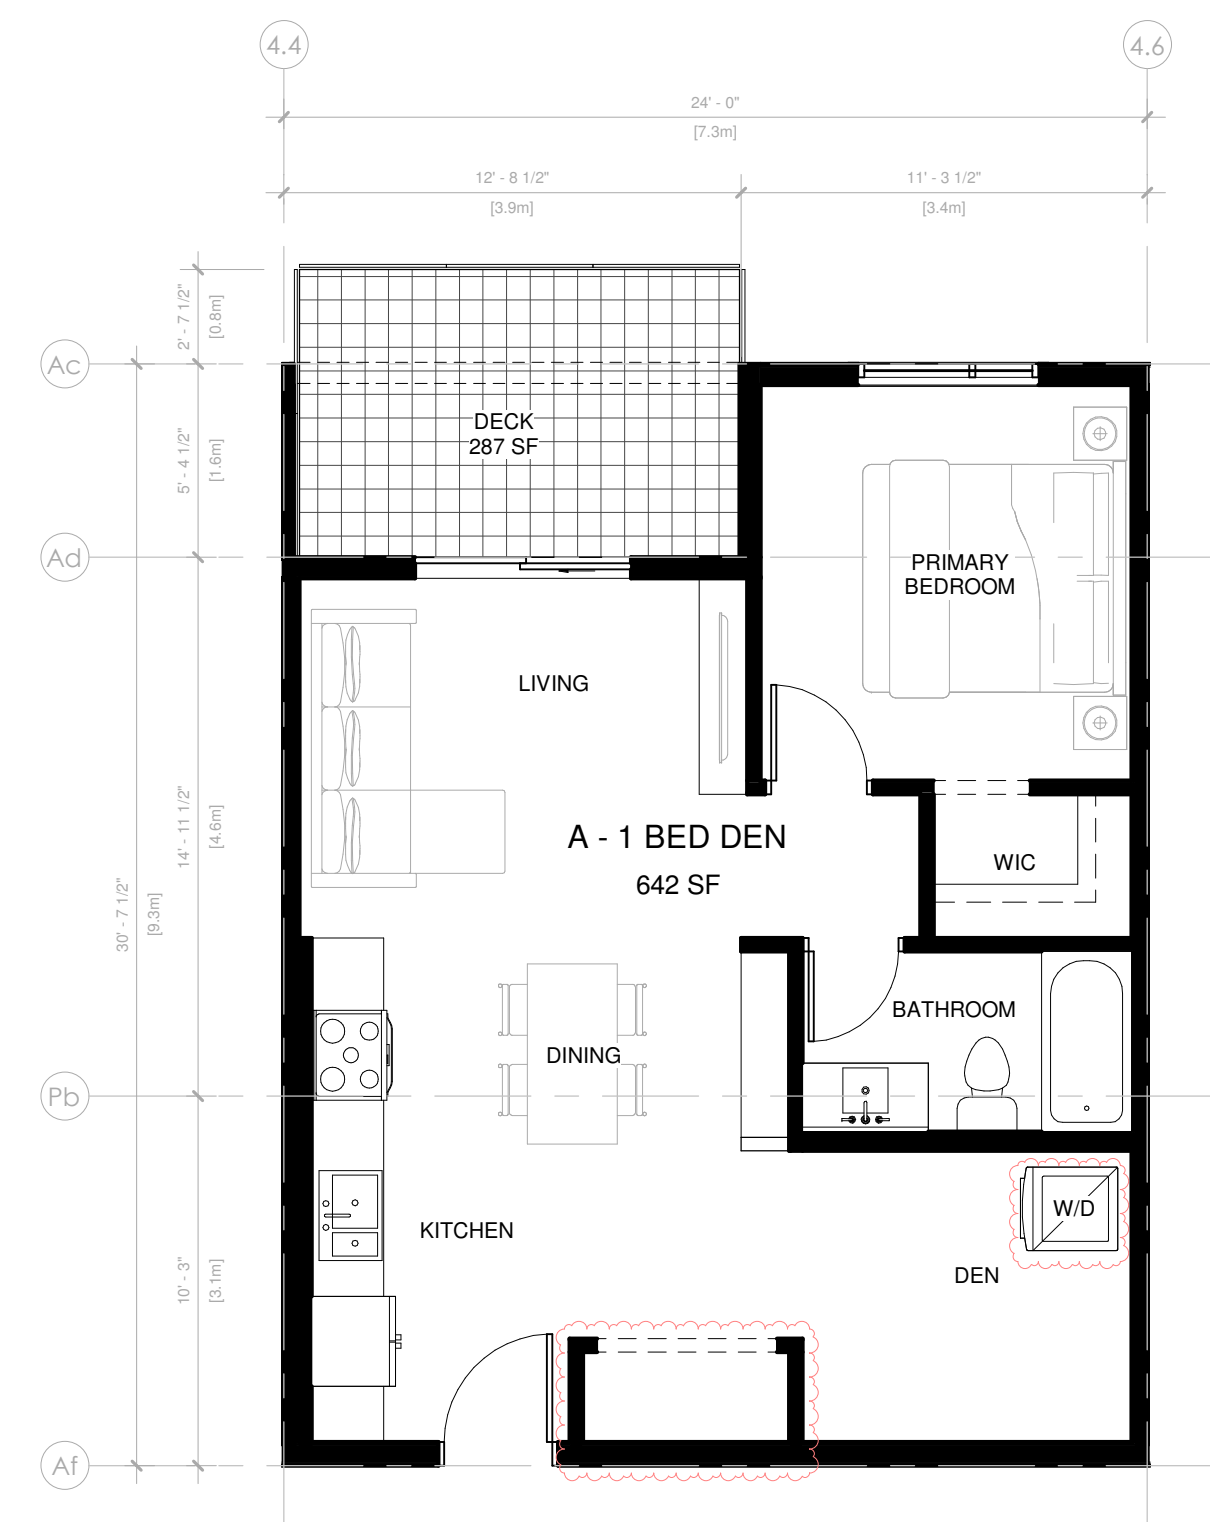 4.4
4.6
24' - 0"
[7.3m]
12' - 8 1/2"
[3.9m]
11' - 3 1/2"
[3.4m]
2' - 7 1/2"
[0.8m]
Ac
DECK
287 SF
5' - 4 1/2"
[1.6m]
Ad
PRIMARY
BEDROOM
LIVING
14' - 11 1/2"
[4.6m]
A - 1 BED DEN
642 SF
WIC
30' - 7 1/2"
[9.3m]
BATHROOM
DINING
Pb
W/D
KITCHEN
DEN
10' - 3"
[3.1m]
Af